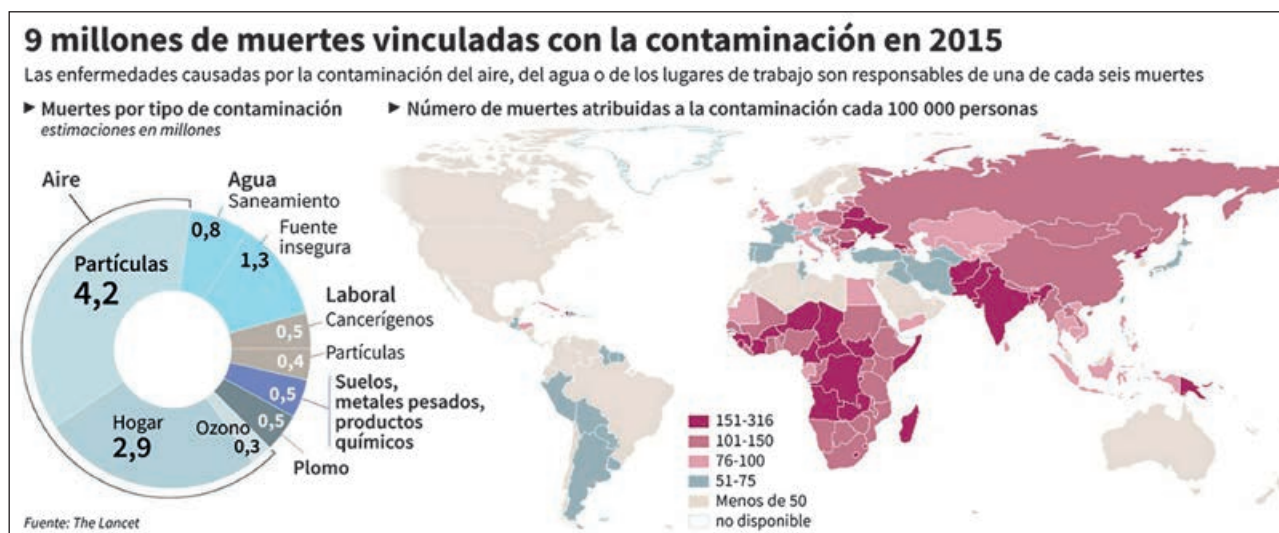 9 millones de muertes vinculadas con la contaminación en 2015
Las enfermedades causadas por la contaminación del aire, del agua o de los lugares de trabajo son responsables de una de cada seis muertes
► Muertes por tipo de contaminación
estimaciones en millones
Aire
Partículas
4,2
Hogar
2,9
Ozono
0,3
Agua
Saneamiento
0,8
Fuente
insegura
1,3
Laboral
Cancerígenos
0,5
Partículas
0,4
Suelos,
metales pesados,
productos
químicos
0,5
Plomo
0,5
► Número de muertes atribuidas a la contaminación cada 100 000 personas
151-316
101-150
76-100
51-75
Menos de 50
no disponible
Fuente: The Lancet